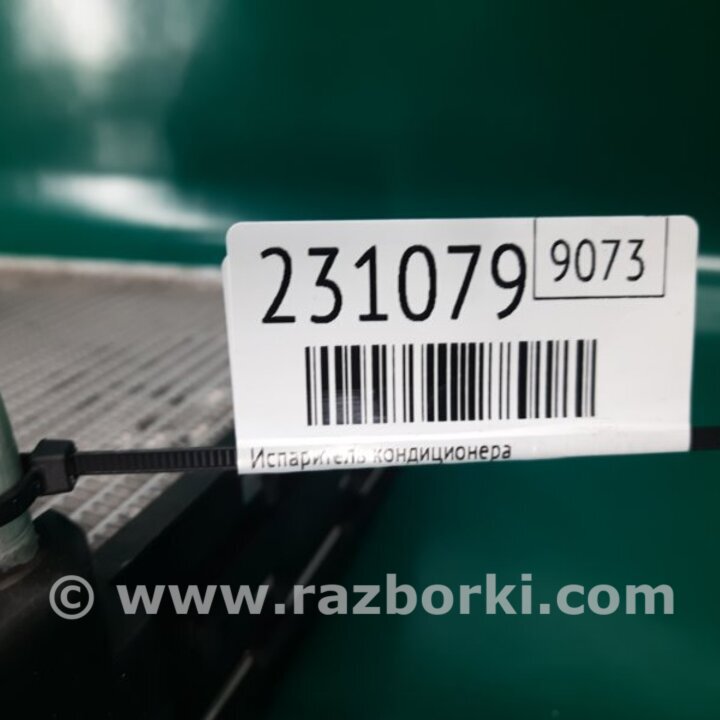 231079 9073
Испаритель кондиционера
© www.razborki.com